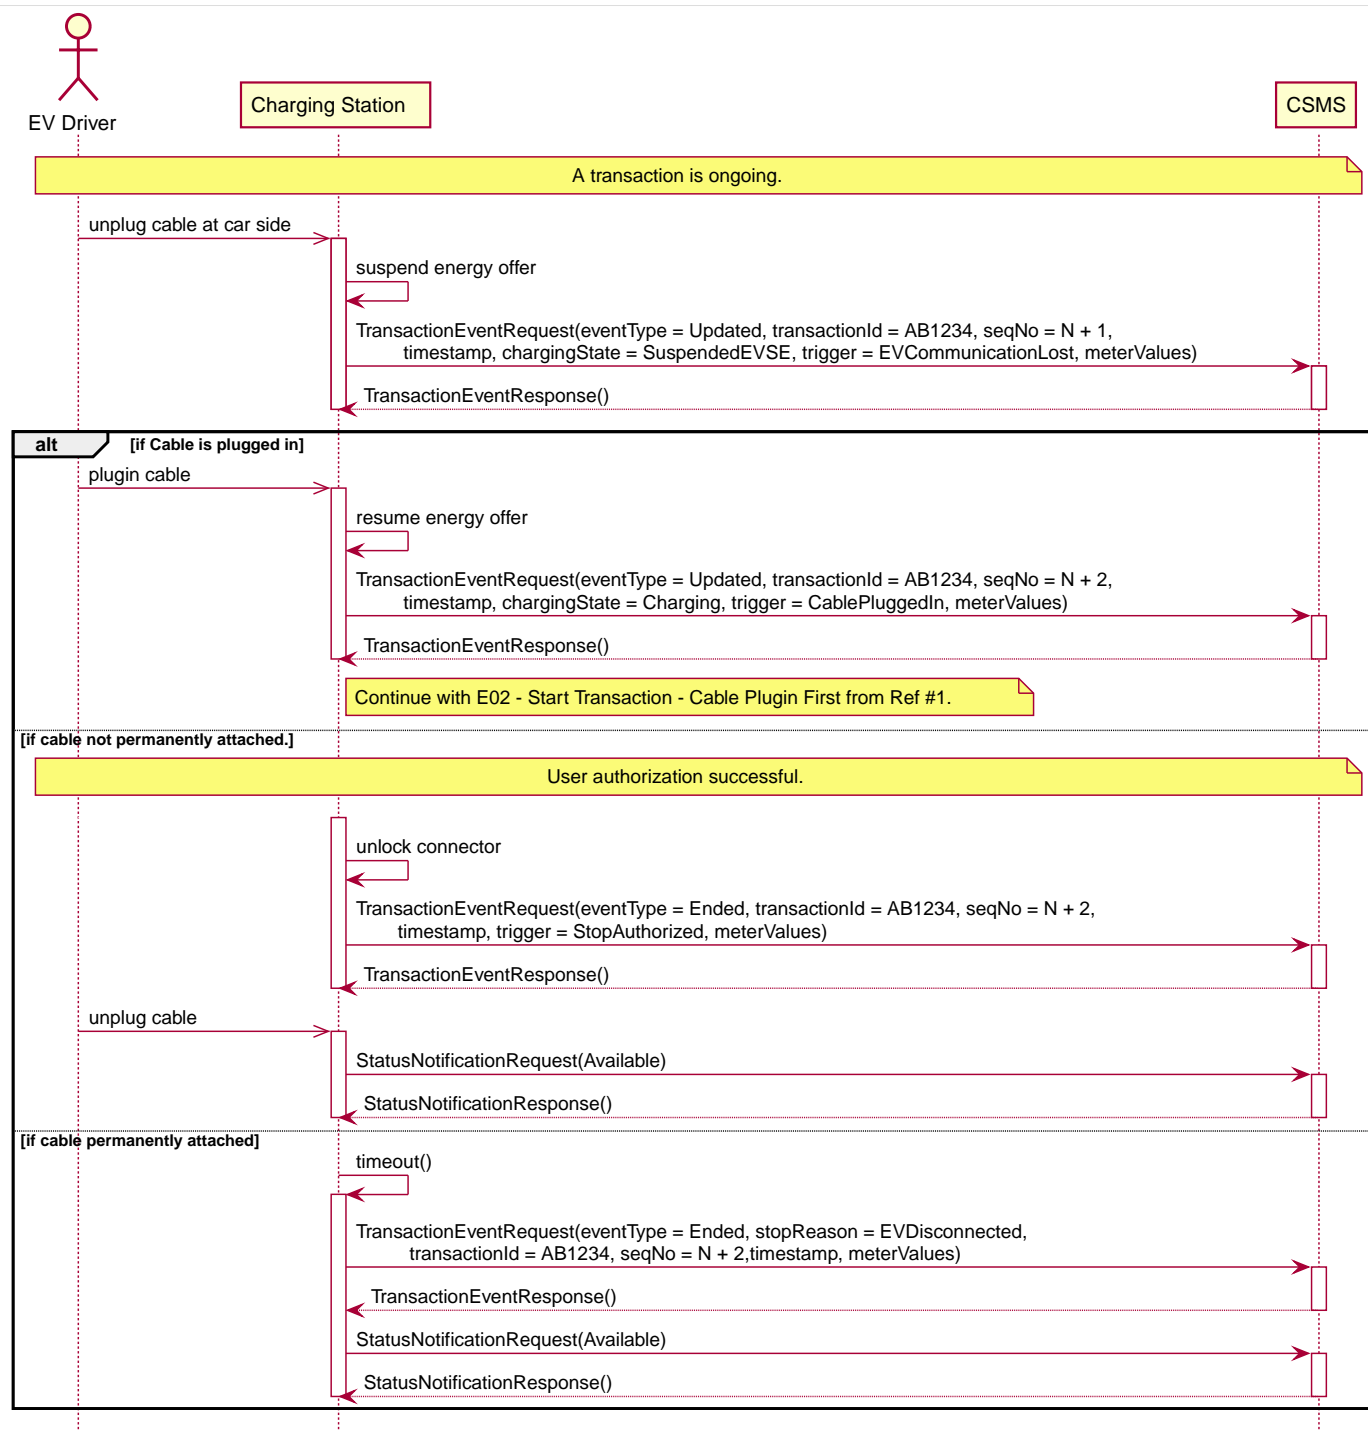 EV Driver
Charging Station
CSMS
A transaction is ongoing.
unplug cable at car side
suspend energy offer
TransactionEventRequest(eventType = Updated, transactionId = AB1234, seqNo = N + 1,
timestamp, chargingState = SuspendedEVSE, trigger = EVCommunicationLost, meterValues)
TransactionEventResponse()
alt
[if Cable is plugged in]
plugin cable
resume energy offer
TransactionEventRequest(eventType = Updated, transactionId = AB1234, seqNo = N + 2,
timestamp, chargingState = Charging, trigger = CablePluggedIn, meterValues)
TransactionEventResponse()
Continue with E02 - Start Transaction - Cable Plugin First from Ref #1.
[if cable not permanently attached.]
User authorization successful.
unlock connector
TransactionEventRequest(eventType = Ended, transactionId = AB1234, seqNo = N + 2,
timestamp, trigger = StopAuthorized, meterValues)
TransactionEventResponse()
unplug cable
StatusNotificationRequest(Available)
StatusNotificationResponse()
[if cable permanently attached]
timeout()
TransactionEventRequest(eventType = Ended, stopReason = EVDisconnected,
transactionId = AB1234, seqNo = N + 2,timestamp, meterValues)
TransactionEventResponse()
StatusNotificationRequest(Available)
StatusNotificationResponse()